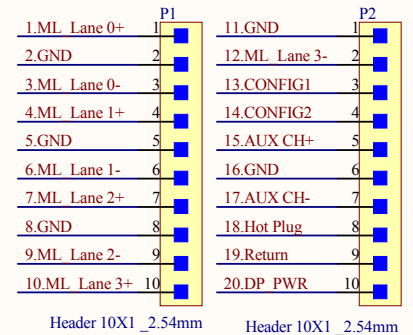 P1
1.ML_Lane 0+ 1
2.GND 2
3.ML_Lane 0- 3
4.ML_Lane 1+ 4
5.GND 5
6.ML_Lane 1- 6
7.ML_Lane 2+ 7
8.GND 8
9.ML_Lane 2- 9
10.ML_Lane 3+ 10
Header 10X1 _2.54mm
P2
11.GND 1
12.ML_Lane 3- 2
13.CONFIG1 3
14.CONFIG2 4
15.AUX CH+ 5
16.GND 6
17.AUX CH- 7
18.Hot Plug 8
19.Return 9
20.DP_PWR 10
Header 10X1 _2.54mm